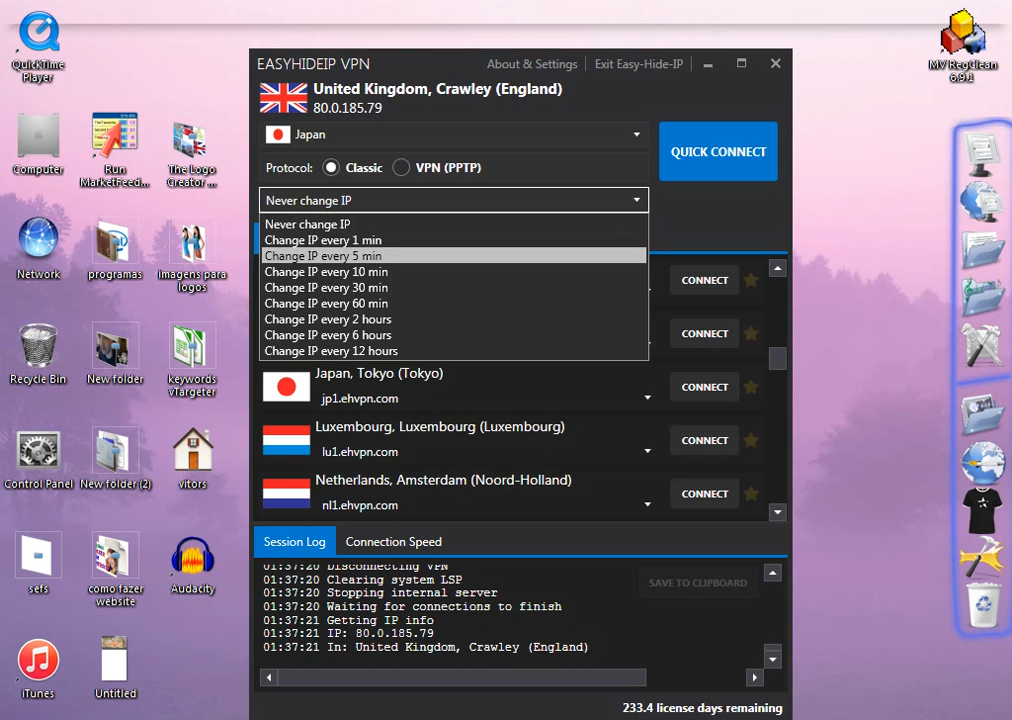 QuickTime
Player
Computer
Run
MarketFeed...
The Logo
Creator ...
Network
programas
imagens para
logos
Recycle Bin
New folder
keywords
vTargeter
Control Panel
New folder (2)
vitors
sefs
como fazer
website
Audacity
iTunes
Untitled
MV RegClean
6.9.1
EASYHIDEIP VPN
About & Settings
Exit Easy-Hide-IP
United Kingdom, Crawley (England)
80.0.185.79
Japan
QUICK CONNECT
Protocol: Classic VPN (PPTP)
Never change IP
Never change IP
Change IP every 1 min
Change IP every 5 min
Change IP every 10 min
Change IP every 30 min
Change IP every 60 min
Change IP every 2 hours
Change IP every 6 hours
Change IP every 12 hours
CONNECT
CONNECT
Japan, Tokyo (Tokyo)
jp1.ehvpn.com
CONNECT
Luxembourg, Luxembourg (Luxembourg)
lu1.ehvpn.com
CONNECT
Netherlands, Amsterdam (Noord-Holland)
nl1.ehvpn.com
CONNECT
Session Log
Connection Speed
01:37:20 Disconnecting VPN
01:37:20 Clearing system LSP
01:37:20 Stopping internal server
01:37:20 Waiting for connections to finish
01:37:21 Getting IP info
01:37:21 IP: 80.0.185.79
01:37:21 In: United Kingdom, Crawley (England)
SAVE TO CLIPBOARD
233.4 license days remaining